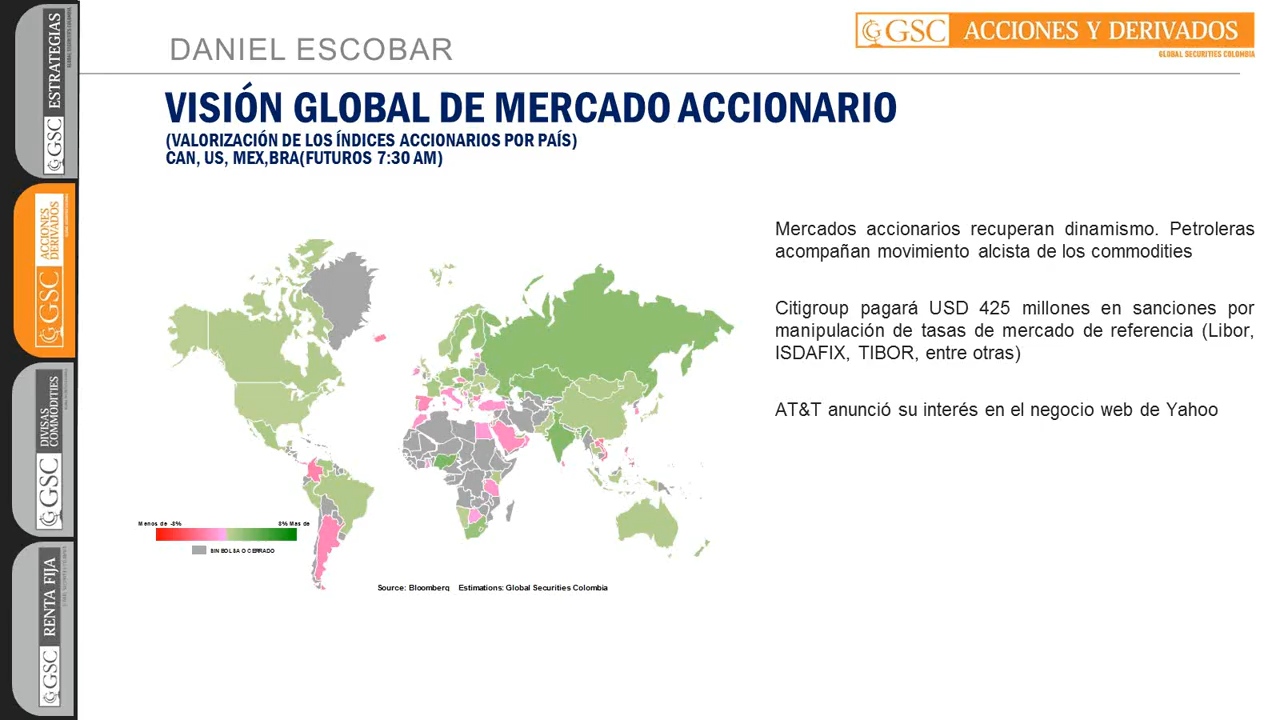 DANIEL ESCOBAR
GSC ACCIONES Y DERIVADOS
GLOBAL SECURITIES COLOMBIA
VISIÓN GLOBAL DE MERCADO ACCIONARIO
(VALORIZACIÓN DE LOS ÍNDICES ACCIONARIOS POR PAÍS)
CAN, US, MEX,BRA(FUTUROS 7:30 AM)
GSC ESTRATEGIAS
GSC ACCIONES
DERIVADOS
GSC DIVISAS
COMMODITIES
GSC RENTA FIJA
Mercados accionarios recuperan dinamismo. Petroleras
acompañan movimiento alcista de los commodities
Citigroup pagará USD 425 millones en sanciones por
manipulación de tasas de mercado de referencia (Libor,
ISDAFIX, TIBOR, entre otras)
AT&T anunció su interés en el negocio web de Yahoo
Menos de -3% 3% Mas de
SIN BOLSA O CERRADO
Source: Bloomberg Estimations: Global Securities Colombia